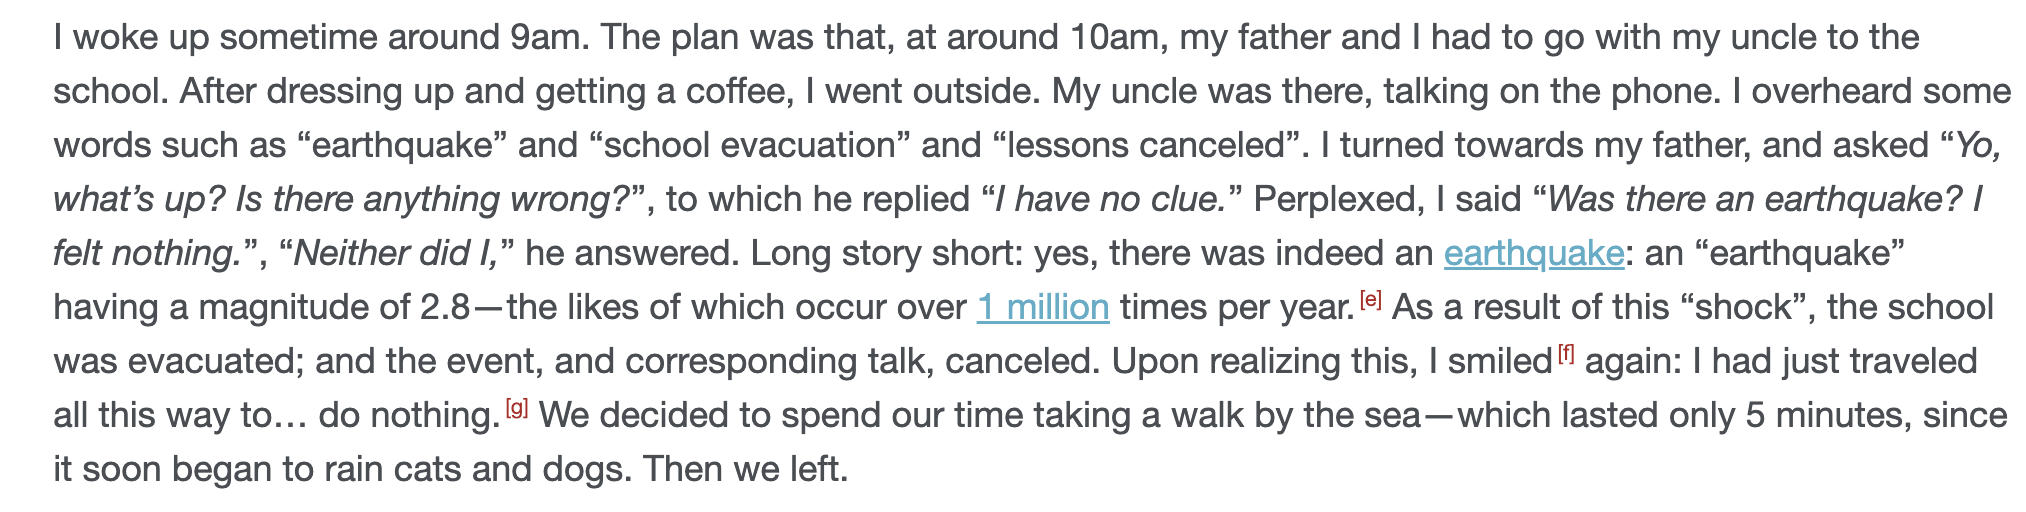 I woke up sometime around 9am. The plan was that, at around 10am, my father and I had to go with my uncle to the
school. After dressing up and getting a coffee, I went outside. My uncle was there, talking on the phone. I overheard some
words such as “earthquake” and “school evacuation” and “lessons canceled”. I turned towards my father, and asked “Yo,
what’s up? Is there anything wrong?”, to which he replied “I have no clue.” Perplexed, I said “Was there an earthquake? I
felt nothing.”, “Neither did I,” he answered. Long story short: yes, there was indeed an earthquake: an “earthquake”
having a magnitude of 2.8—the likes of which occur over 1 million times per year.[e] As a result of this “shock”, the school
was evacuated; and the event, and corresponding talk, canceled. Upon realizing this, I smiled[f] again: I had just traveled
all this way to… do nothing.[g] We decided to spend our time taking a walk by the sea—which lasted only 5 minutes, since
it soon began to rain cats and dogs. Then we left.